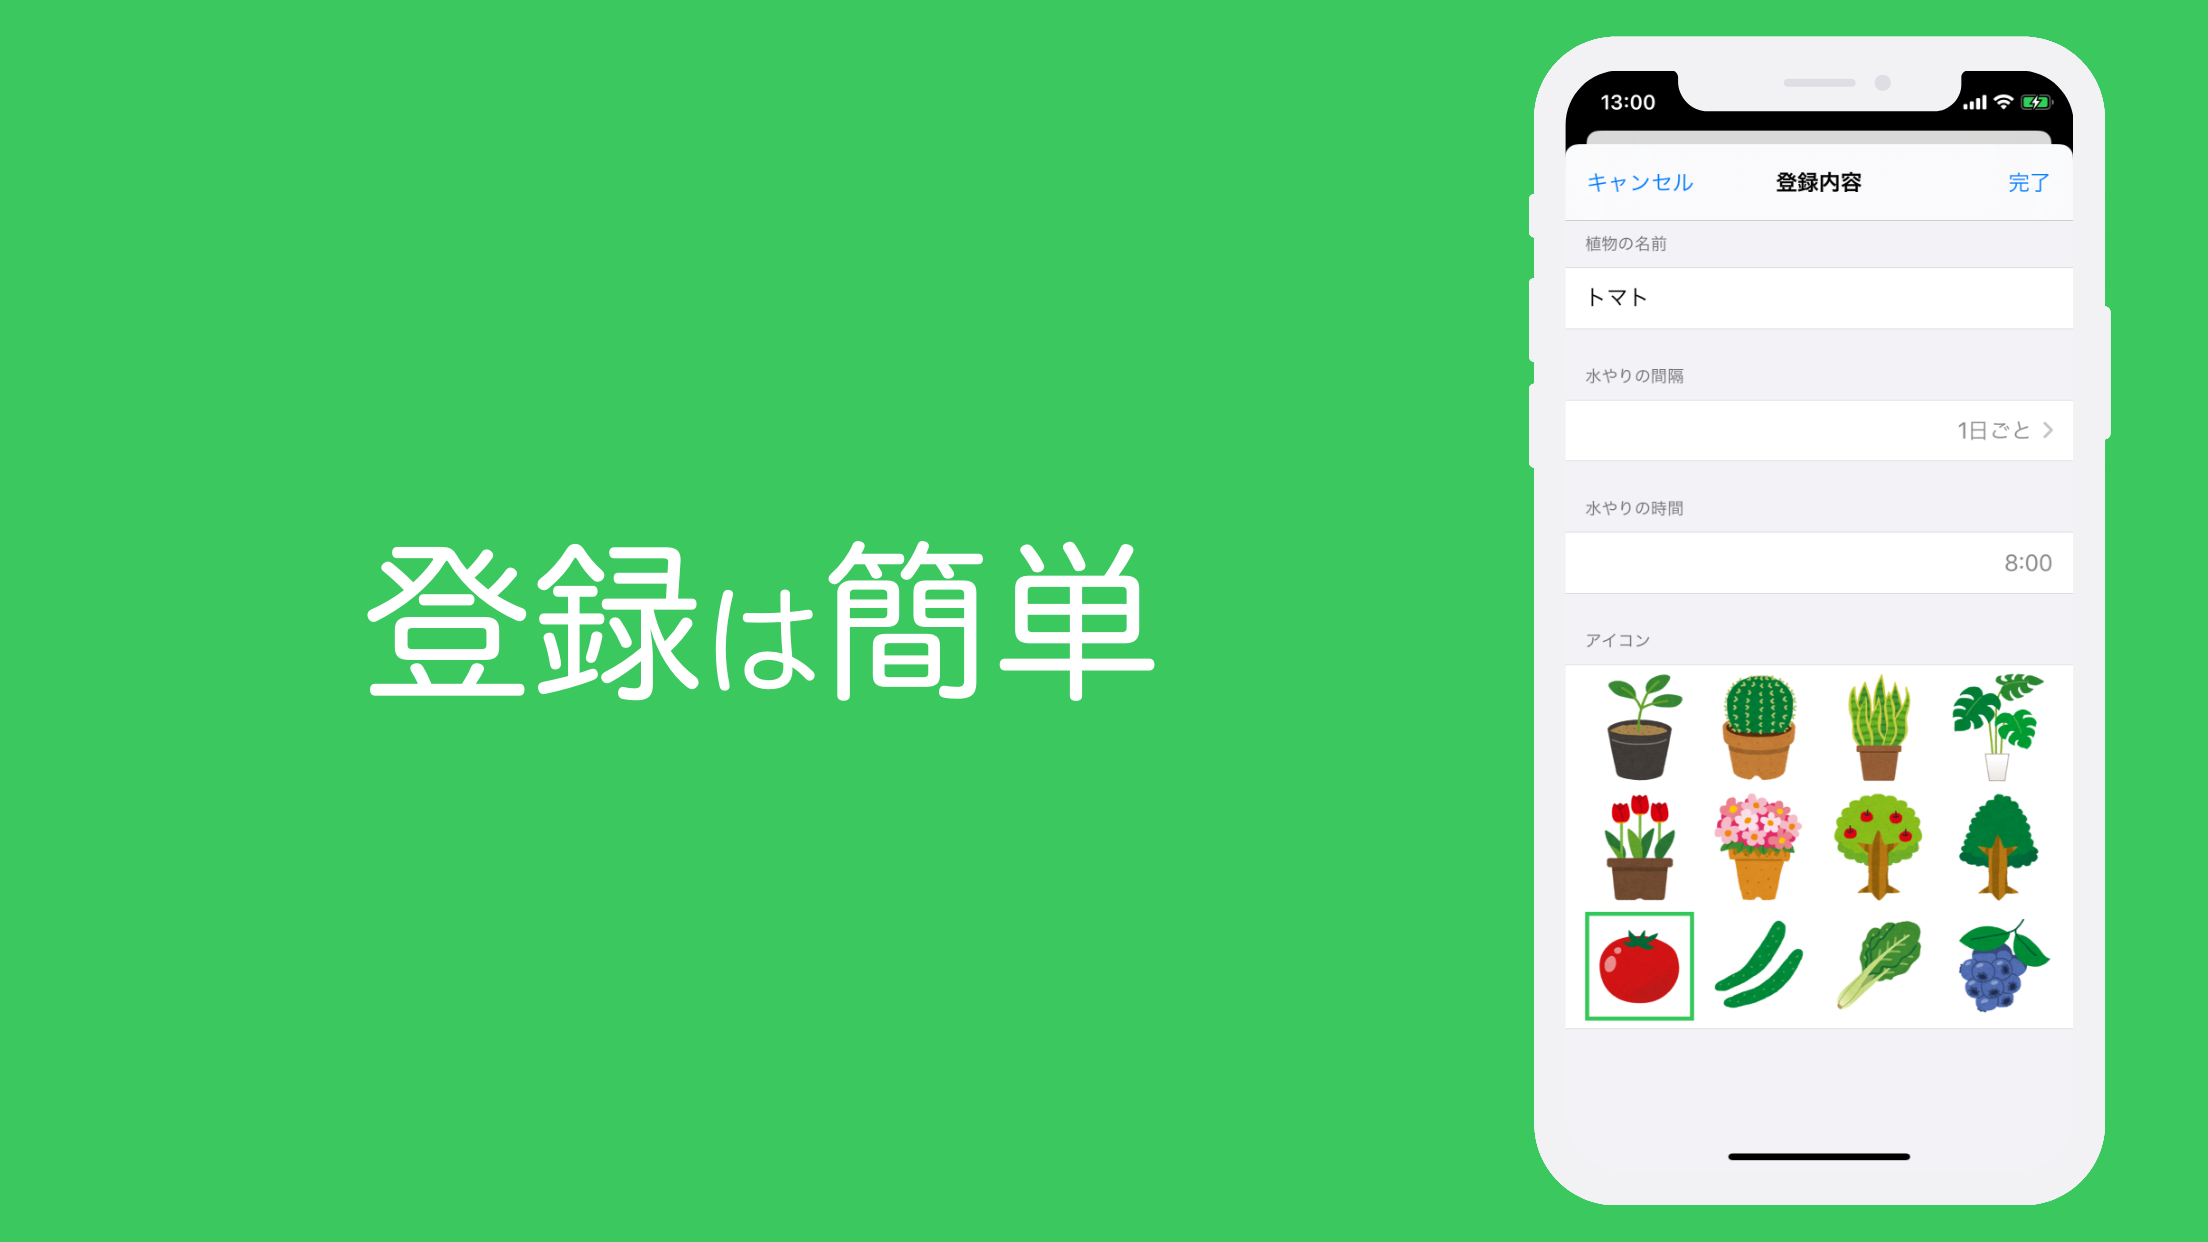 登録は簡単
13:00
キャンセル 登録内容 完了
植物の名前
トマト
水やりの間隔
1日ごと
水やりの時間
8:00
アイコン